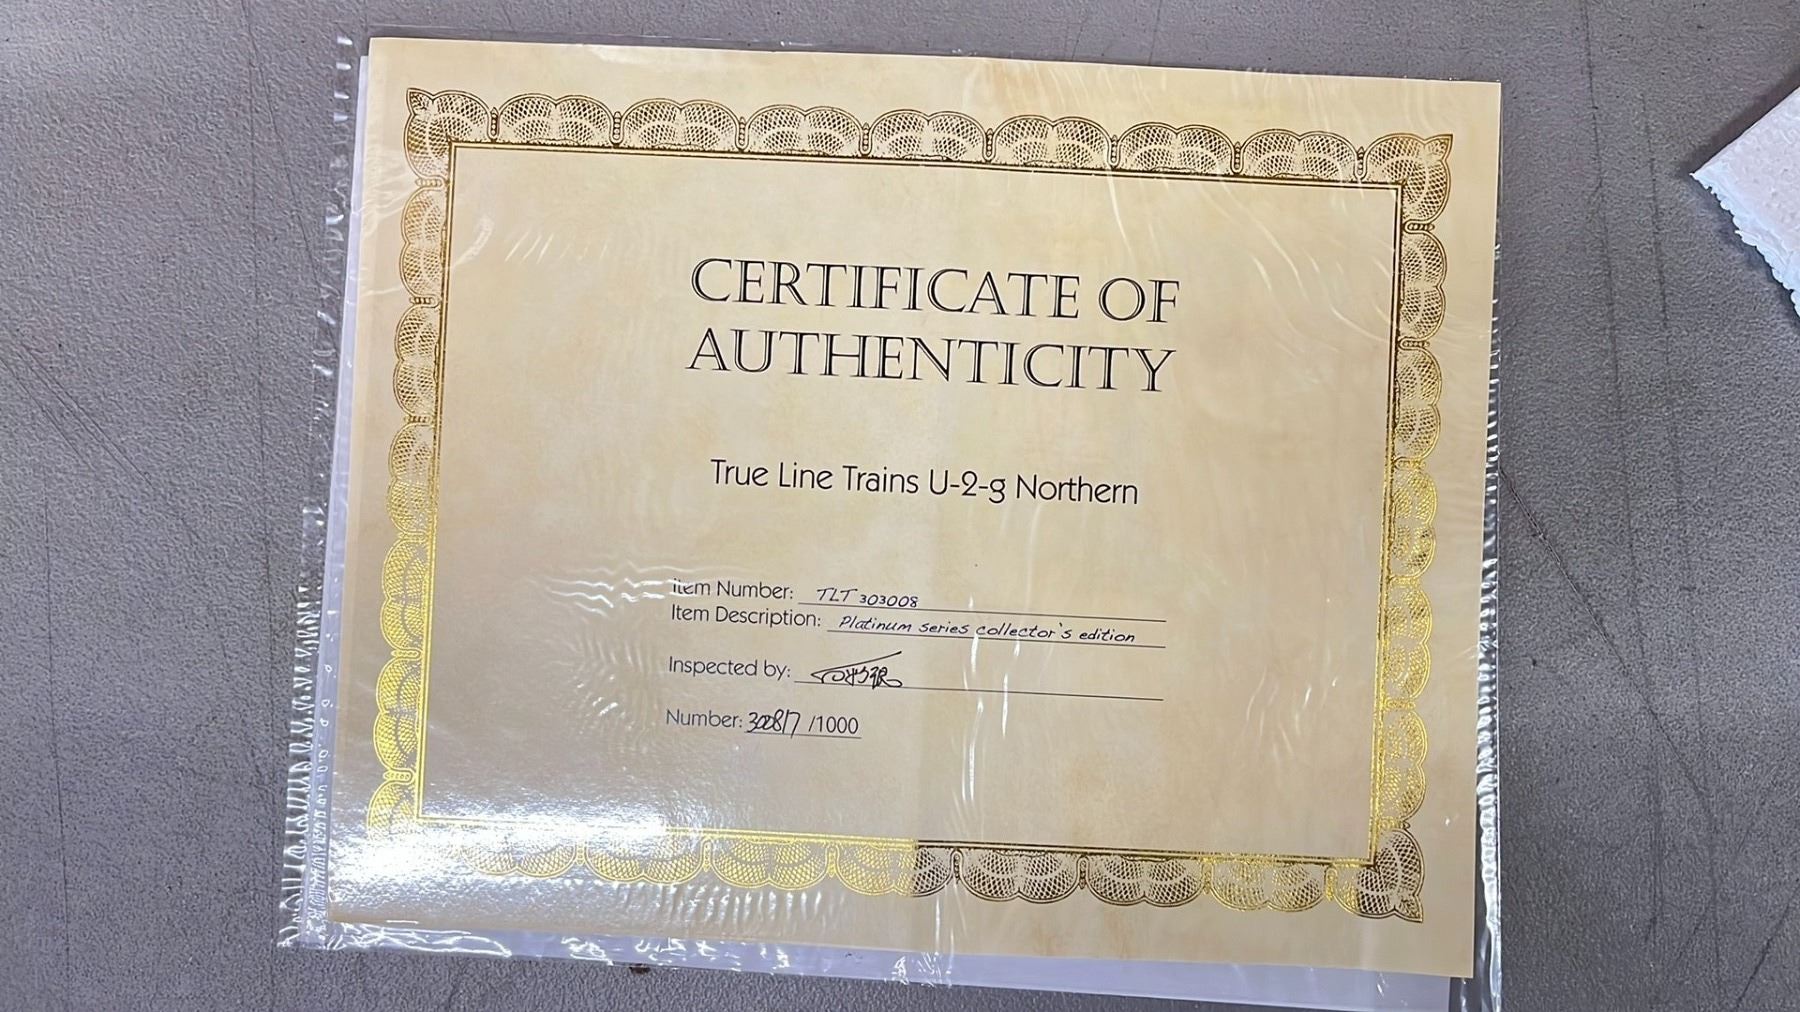 CERTIFICATE OF
AUTHENTICITY
True Line Trains U-2-g Northern
Item Number: TLT 303008
Item Description: Platinum series collector's edition
Inspected by:
Number: 30817 /1000